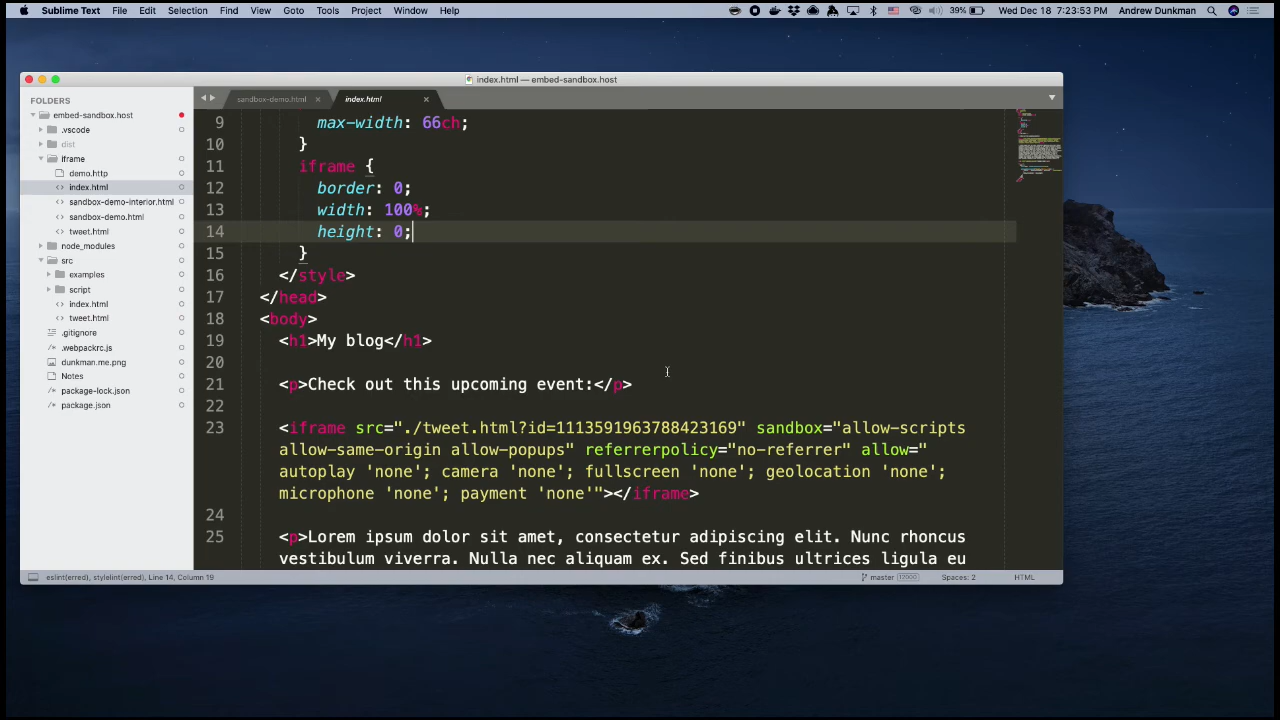 Sublime Text File Edit Selection Find View Goto Tools Project Window Help 39% Wed Dec 18 7:23:53 PM Andrew Dunkman
index.html — embed-sandbox.host
FOLDERS
embed-sandbox.host
.vscode
dist
iframe
demo.http
index.html
sandbox-demo-interior.html
sandbox-demo.html
tweet.html
node_modules
src
examples
script
index.html
tweet.html
.gitignore
.webpackrc.js
dunkman.me.png
Notes
package-lock.json
package.json
sandbox-demo.html × index.html ×
9 max-width: 66ch;
10 }
11 iframe {
12 border: 0;
13 width: 100%;
14 height: 0;
15 }
16 </style>
17 </head>
18 <body>
19 <h1>My blog</h1>
20
21 <p>Check out this upcoming event:</p>
22
23 <iframe src="./tweet.html?id=1113591963788423169" sandbox="allow-scripts
allow-same-origin allow-popups" referrerpolicy="no-referrer" allow="
autoplay 'none'; camera 'none'; fullscreen 'none'; geolocation 'none';
microphone 'none'; payment 'none'"></iframe>
24
25 <p>Lorem ipsum dolor sit amet, consectetur adipiscing elit. Nunc rhoncus
vestibulum viverra. Nulla nec aliquam ex. Sed finibus ultrices ligula eu
eslint(erred), stylelint(erred), Line 14, Column 19 master 12000 Spaces: 2 HTML